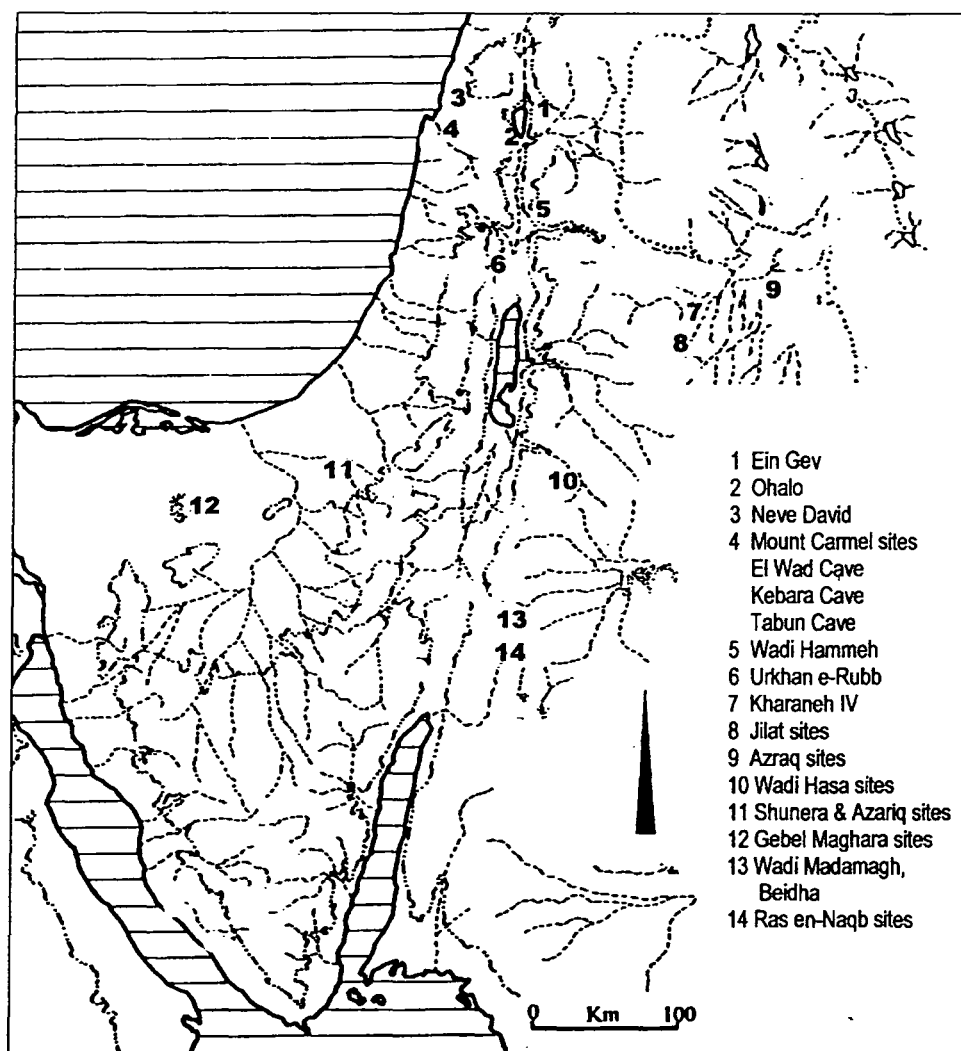 3
1
4
2
5
6
9
7
8
11
10
12
13
14
1 Ein Gev
2 Ohalo
3 Neve David
4 Mount Carmel sites
El Wad Cave
Kebara Cave
Tabun Cave
5 Wadi Hammeh
6 Urkhan e-Rubb
7 Kharaneh IV
8 Jilat sites
9 Azraq sites
10 Wadi Hasa sites
11 Shunera & Azariq sites
12 Gebel Maghara sites
13 Wadi Madamagh,
Beidha
14 Ras en-Naqb sites
0 Km 100